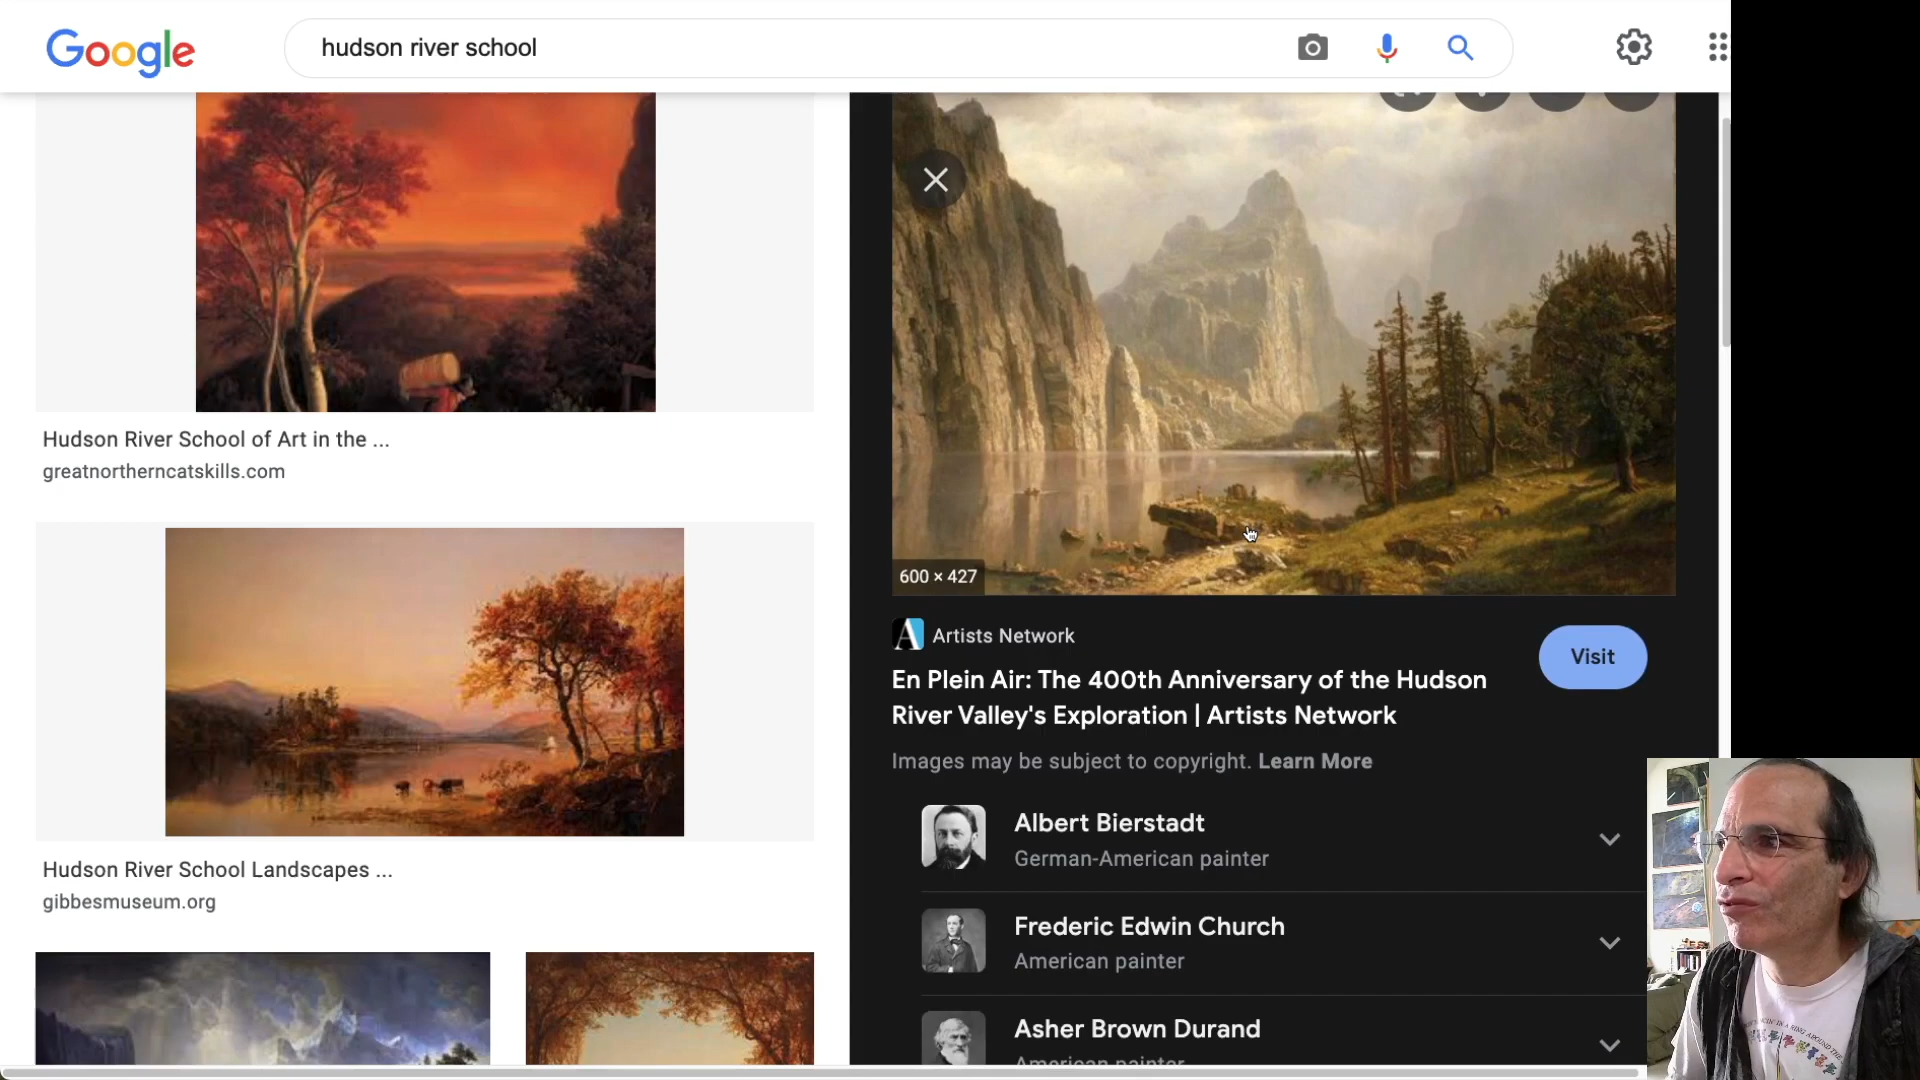 Google
hudson river school
Hudson River School of Art in the ...
greatnortherncatskills.com
Hudson River School Landscapes ...
gibbesmuseum.org
600 × 427
Artists Network
Visit
En Plein Air: The 400th Anniversary of the Hudson
River Valley's Exploration | Artists Network
Images may be subject to copyright. Learn More
Albert Bierstadt
German-American painter
Frederic Edwin Church
American painter
Asher Brown Durand
American painter